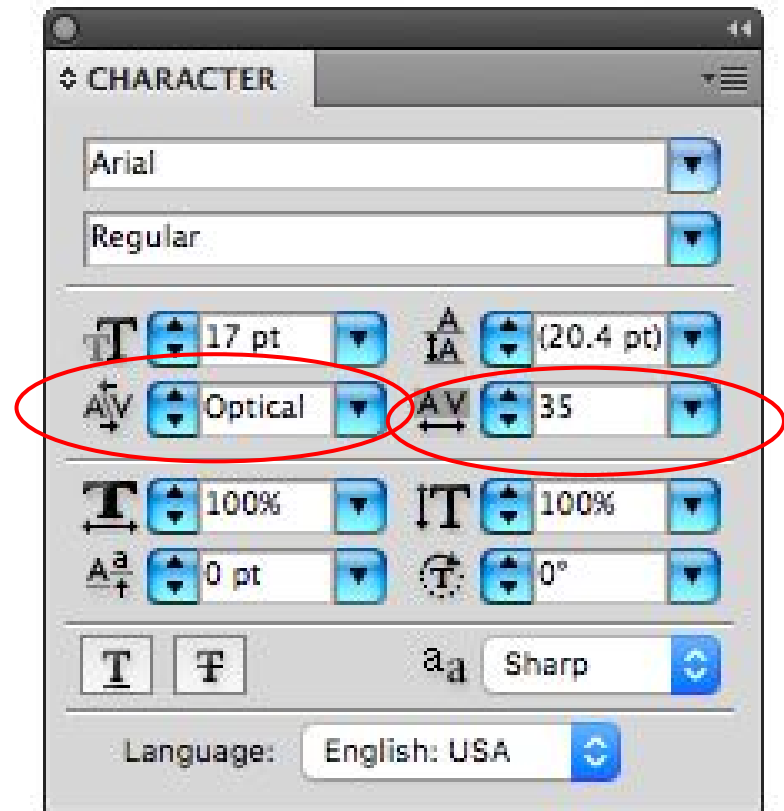 CHARACTER
Arial
Regular
17 pt (20.4 pt)
Optical 35
100% 100%
0 pt 0°
Sharp
Language: English: USA